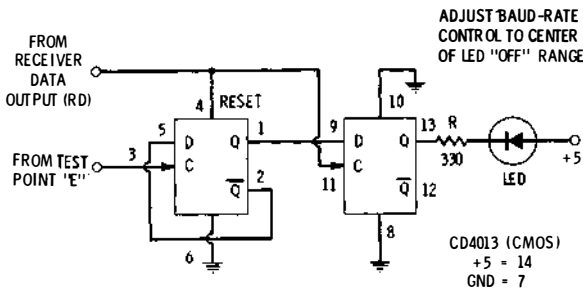 ADJUST BAUD-RATE
CONTROL TO CENTER
OF LED "OFF" RANGE
FROM
RECEIVER
DATA
OUTPUT (RD)
4 RESET
10
5 D Q 1
9 D Q 13 R
FROM TEST
POINT "E"
3 C
11 C
330
LED
+5
Q 2
Q 12
6
8
CD4013 (CMOS)
+5 = 14
GND = 7